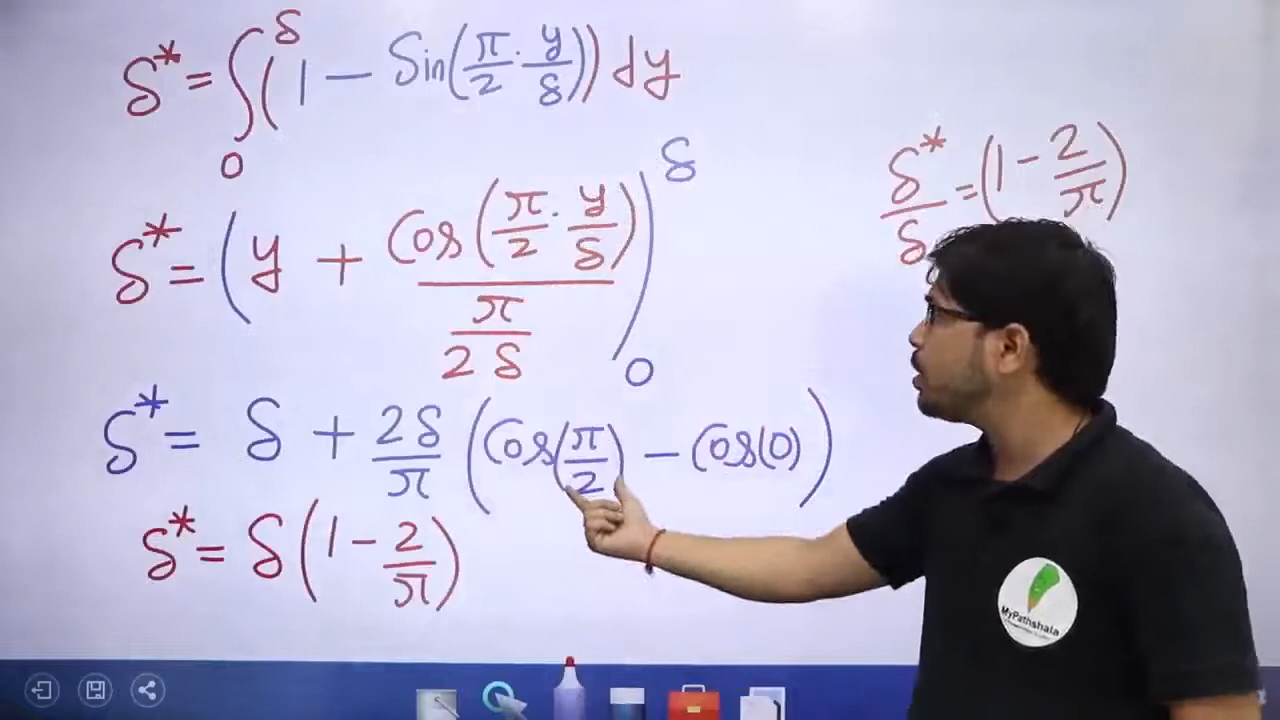 δ* = ∫₀^δ (1 − Sin(π/2 · y/δ)) dy
δ* = (y + Cos(π/2 · y/δ) / (π/2δ))₀^δ
δ* = δ + 2δ/π (Cos(π/2) − Cos(0))
δ* = δ(1 − 2/π)
δ*/δ = (1 − 2/π)
MyPathshala